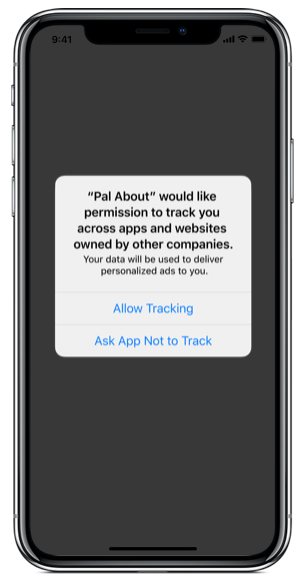 9:41
“Pal About” would like
permission to track you
across apps and websites
owned by other companies.
Your data will be used to deliver
personalized ads to you.
Allow Tracking
Ask App Not to Track